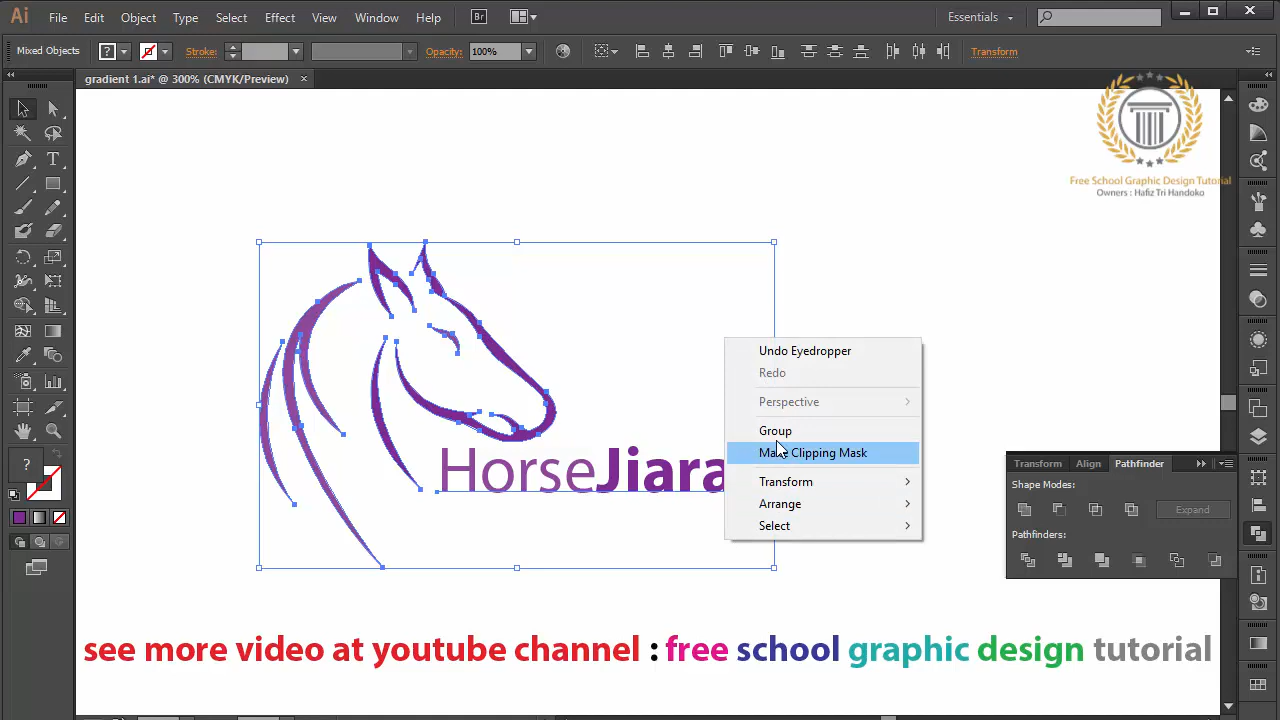 Ai File Edit Object Type Select Effect View Window Help Br Essentials
Mixed Objects ? Stroke: Opacity: 100% Transform
gradient 1.ai* @ 300% (CMYK/Preview) ×
Free School Graphic Design Tutorial
Owners : Hafiz Tri Handoko
Undo Eyedropper
Redo
Perspective
Group
Make Clipping Mask
Transform
Arrange
Select
HorseJiara
?
Transform Align Pathfinder
Shape Modes:
Expand
Pathfinders:
see more video at youtube channel : free school graphic design tutorial